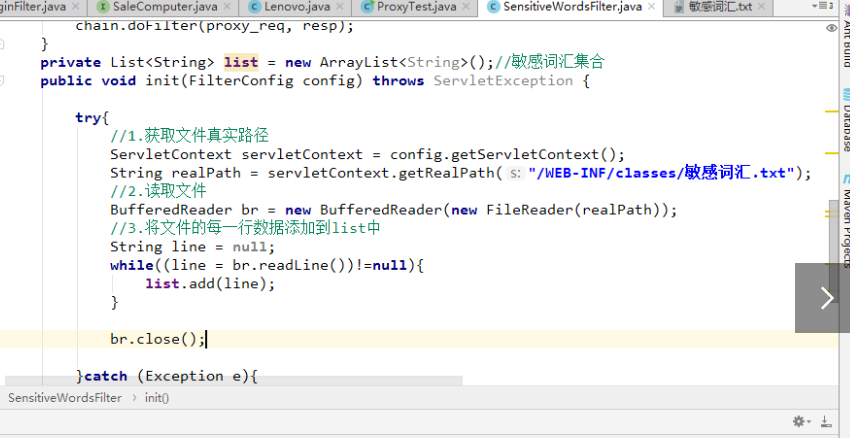 ginFilter.java × SaleComputer.java × Lenovo.java × ProxyTest.java × SensitiveWordsFilter.java × 敏感词汇.txt ×
chain.doFilter(proxy_req, resp);
}
private List<String> list = new ArrayList<String>();//敏感词汇集合
public void init(FilterConfig config) throws ServletException {
try{
//1.获取文件真实路径
ServletContext servletContext = config.getServletContext();
String realPath = servletContext.getRealPath( s: "/WEB-INF/classes/敏感词汇.txt");
//2.读取文件
BufferedReader br = new BufferedReader(new FileReader(realPath));
//3.将文件的每一行数据添加到list中
String line = null;
while((line = br.readLine())!=null){
list.add(line);
}
br.close();
}catch (Exception e){
SensitiveWordsFilter › init()
Ant Build
Database
Maven Projects